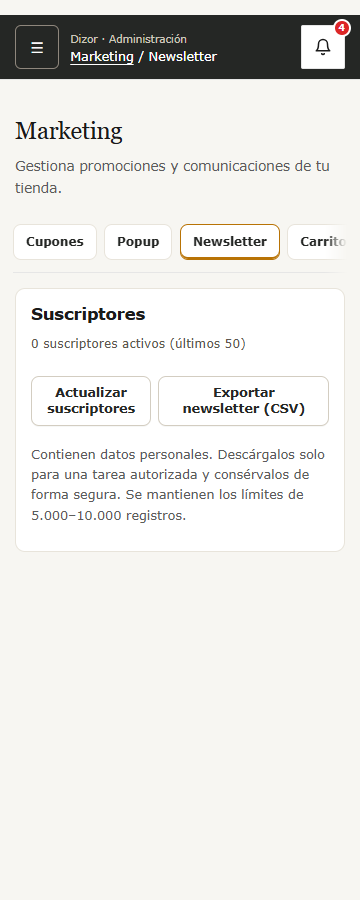 ☰
Dizor · Administración
Marketing / Newsletter
4
Marketing
Gestiona promociones y comunicaciones de tu
tienda.
Cupones
Popup
Newsletter
Carrito
Suscriptores
0 suscriptores activos (últimos 50)
Actualizar
suscriptores
Exportar
newsletter (CSV)
Contienen datos personales. Descárgalos solo
para una tarea autorizada y consérvalos de
forma segura. Se mantienen los límites de
5.000–10.000 registros.